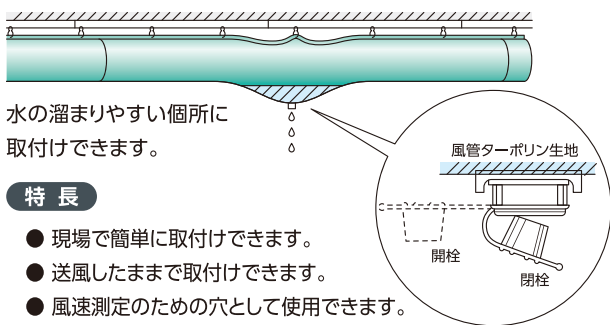 水の溜まりやすい個所に
取付けできます。
風管ターポリン生地
開栓
閉栓
特 長
● 現場で簡単に取付けできます。
● 送風したままで取付けできます。
● 風速測定のための穴として使用できます。